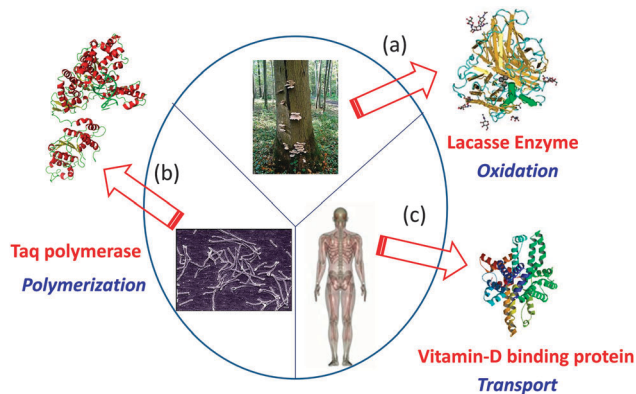 (a)
Lacasse Enzyme
Oxidation
(b)
Taq polymerase
Polymerization
(c)
Vitamin-D binding protein
Transport